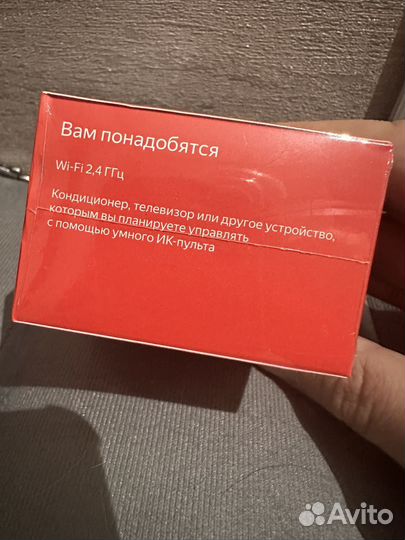 Вам понадобятся
Wi-Fi 2,4 ГГц
Кондиционер, телевизор или другое устройство,
которым вы планируете управлять
с помощью умного ИК-пульта
Avito